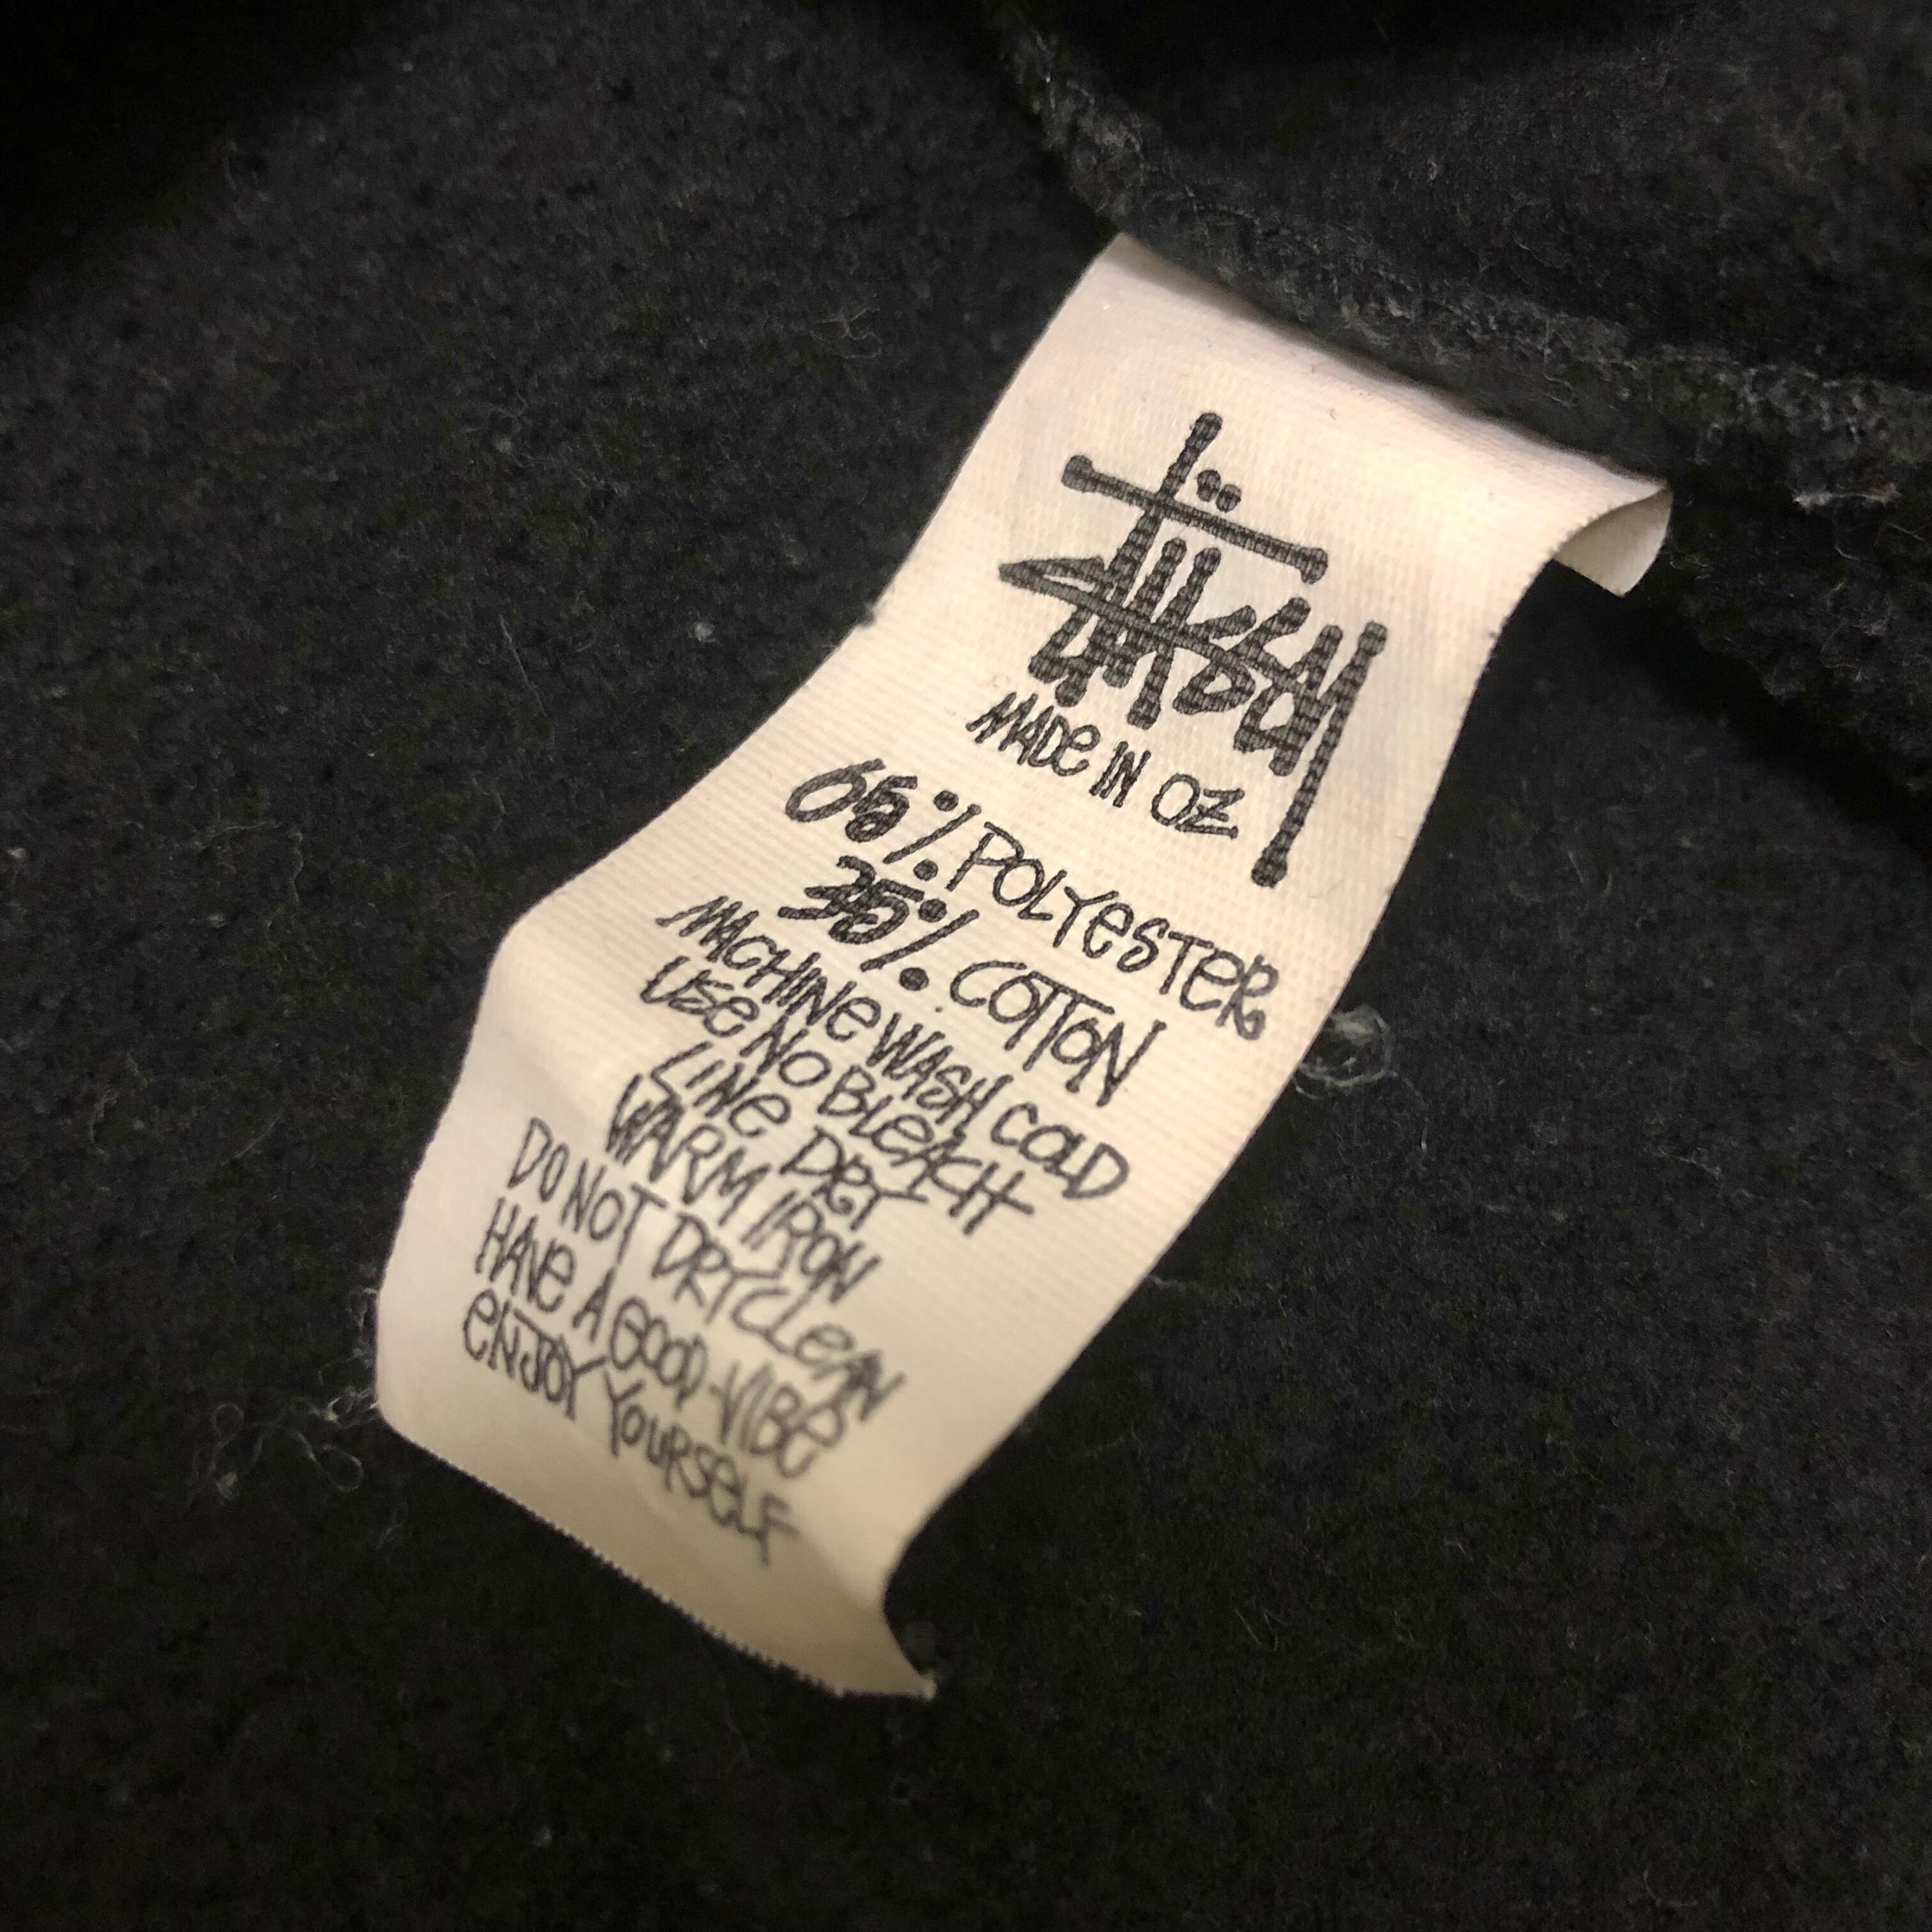 Stüssy
MADE IN OZ
65% POLYESTER
35% COTTON
MACHINE WASH COLD
USE NO BLEACH
LINE DRY
WARM IRON
DO NOT DRYCLEAN
HAVE A GOOD-VIBE
ENJOY YOURSELF